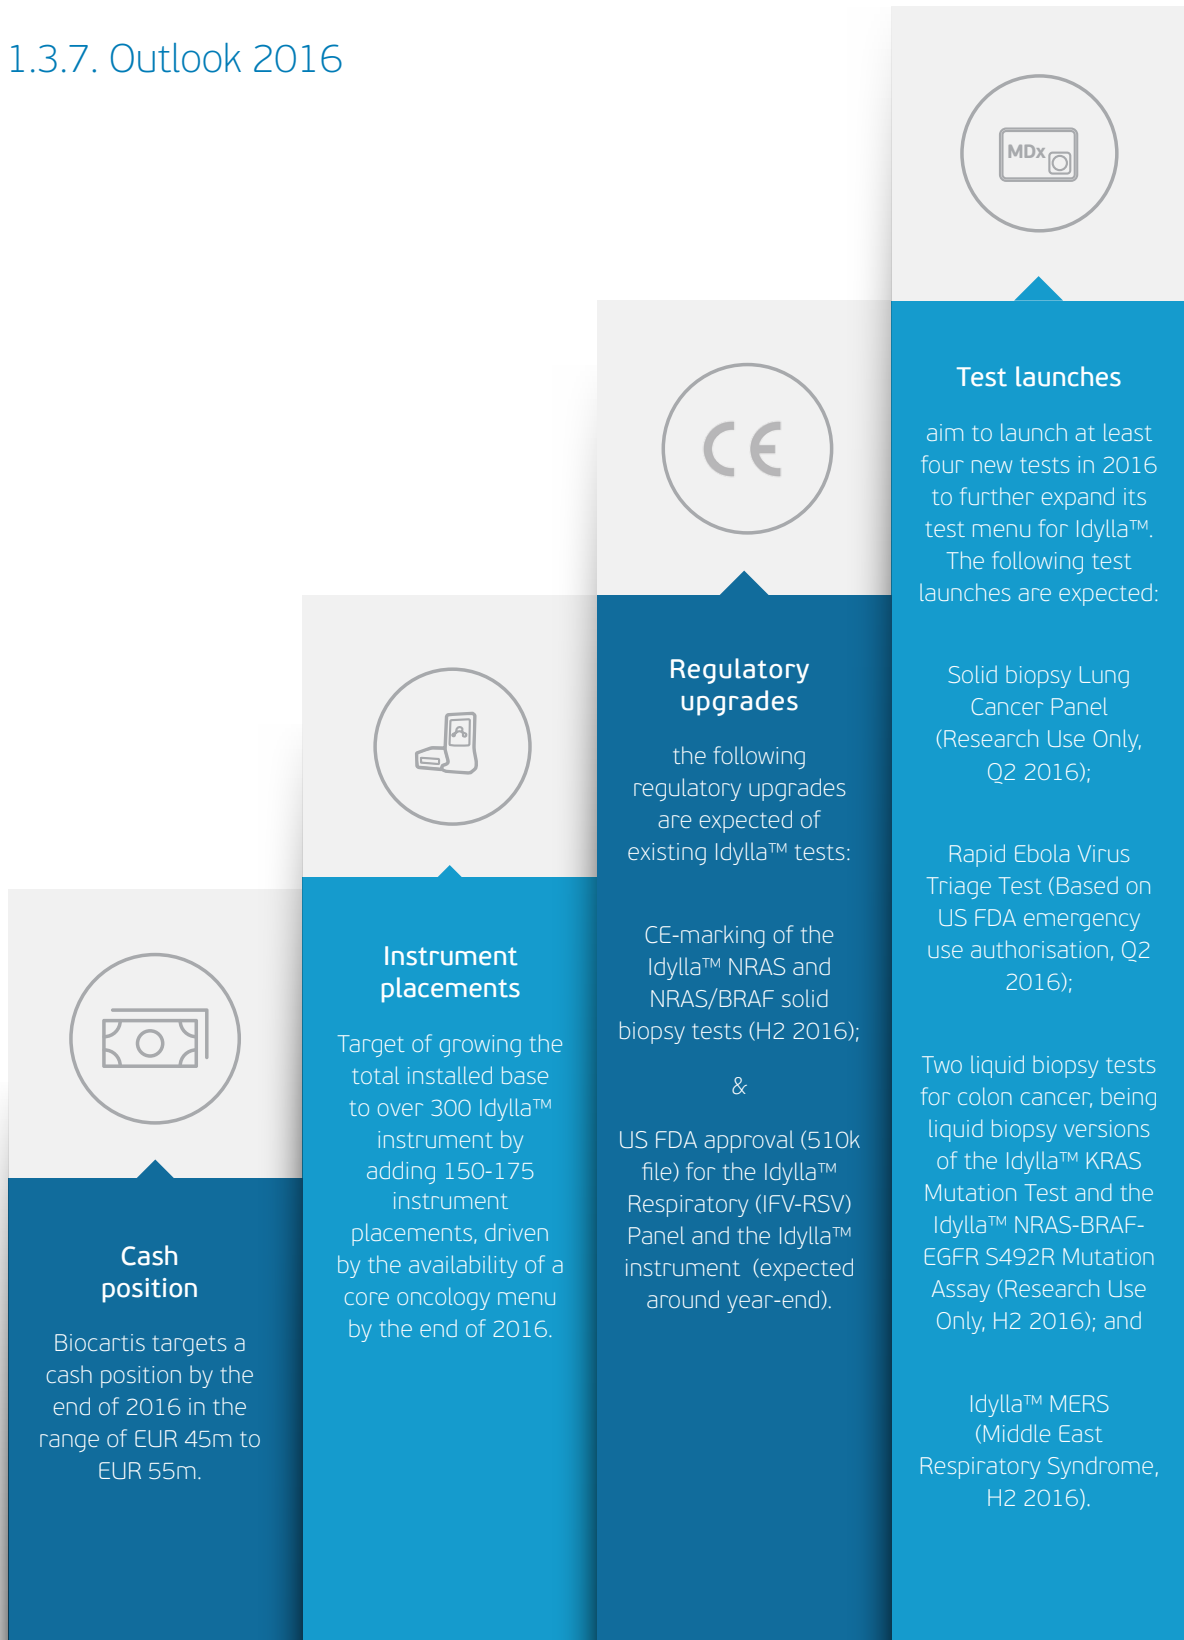 1.3.7. Outlook 2016
Cash
position
Biocartis targets a
cash position by the
end of 2016 in the
range of EUR 45m to
EUR 55m.
Instrument
placements
Target of growing the
total installed base
to over 300 Idylla™
instrument by
adding 150-175
instrument
placements, driven
by the availability of a
core oncology menu
by the end of 2016.
CE
Regulatory
upgrades
the following
regulatory upgrades
are expected of
existing Idylla™ tests:
CE-marking of the
Idylla™ NRAS and
NRAS/BRAF solid
biopsy tests (H2 2016);
&
US FDA approval (510k
file) for the Idylla™
Respiratory (IFV-RSV)
Panel and the Idylla™
instrument (expected
around year-end).
MDx
Test launches
aim to launch at least
four new tests in 2016
to further expand its
test menu for Idylla™.
The following test
launches are expected:
Solid biopsy Lung
Cancer Panel
(Research Use Only,
Q2 2016);
Rapid Ebola Virus
Triage Test (Based on
US FDA emergency
use authorisation, Q2
2016);
Two liquid biopsy tests
for colon cancer, being
liquid biopsy versions
of the Idylla™ KRAS
Mutation Test and the
Idylla™ NRAS-BRAF-
EGFR S492R Mutation
Assay (Research Use
Only, H2 2016); and
Idylla™ MERS
(Middle East
Respiratory Syndrome,
H2 2016).